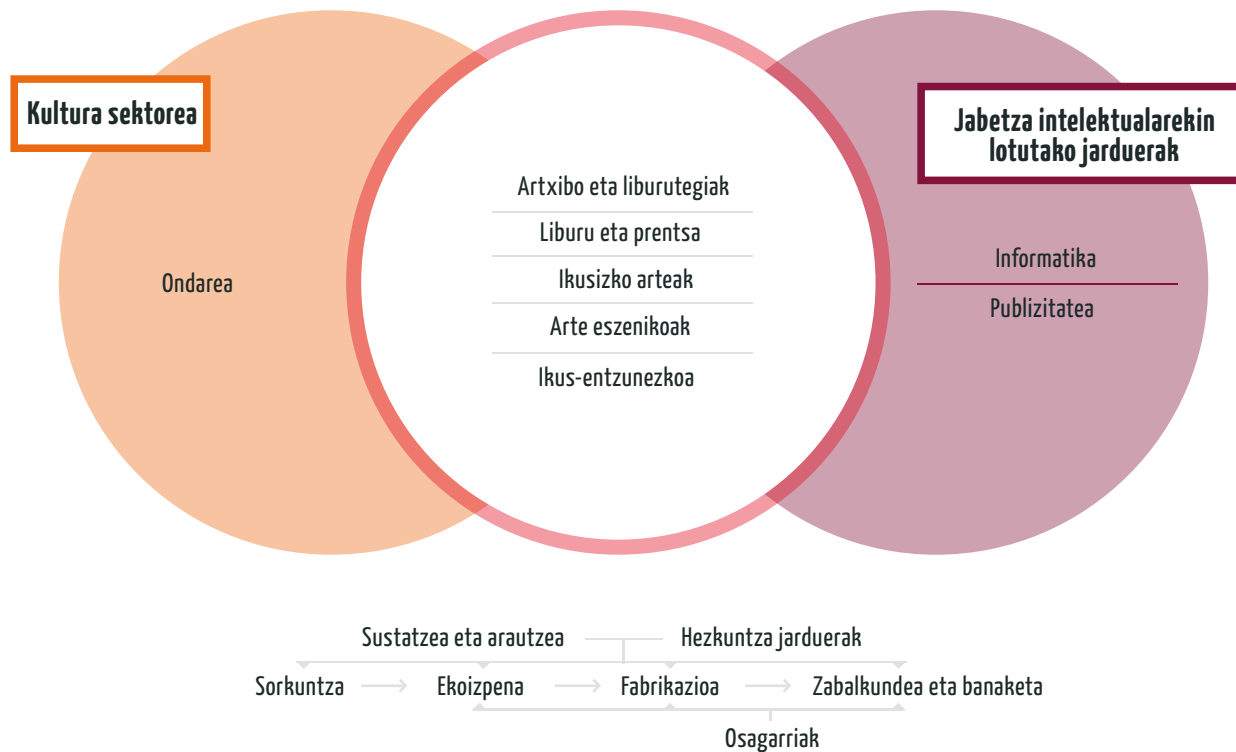 Kultura sektorea
Jabetza intelektualarekin
lotutako jarduerak
Artxibo eta liburutegiak
Liburu eta prentsa
Ikusizko arteak
Arte eszenikoak
Ikus-entzunezkoa
Ondarea
Informatika
Publizitatea
Sustatzea eta arautzea
Hezkuntza jarduerak
Sorkuntza
Ekoizpena
Fabrikazioa
Zabalkundea eta banaketa
Osagarriak